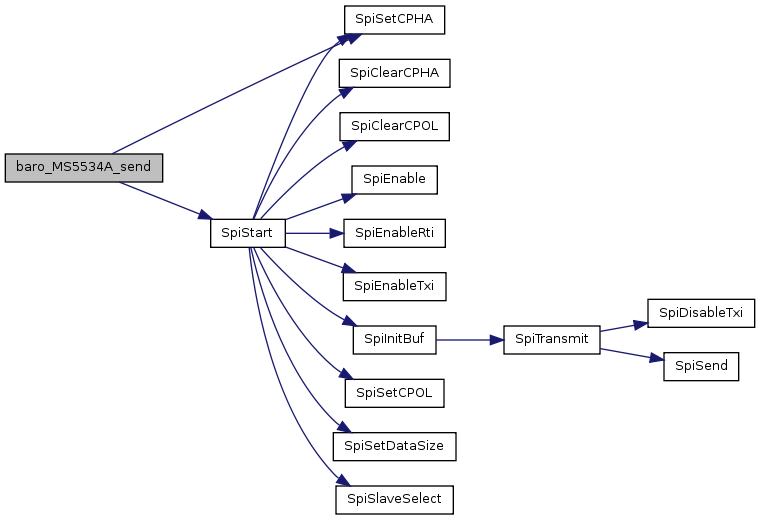 SpiSetCPHA
SpiClearCPHA
SpiClearCPOL
baro_MS5534A_send
SpiEnable
SpiStart
SpiEnableRti
SpiEnableTxi
SpiDisableTxi
SpiInitBuf
SpiTransmit
SpiSend
SpiSetCPOL
SpiSetDataSize
SpiSlaveSelect